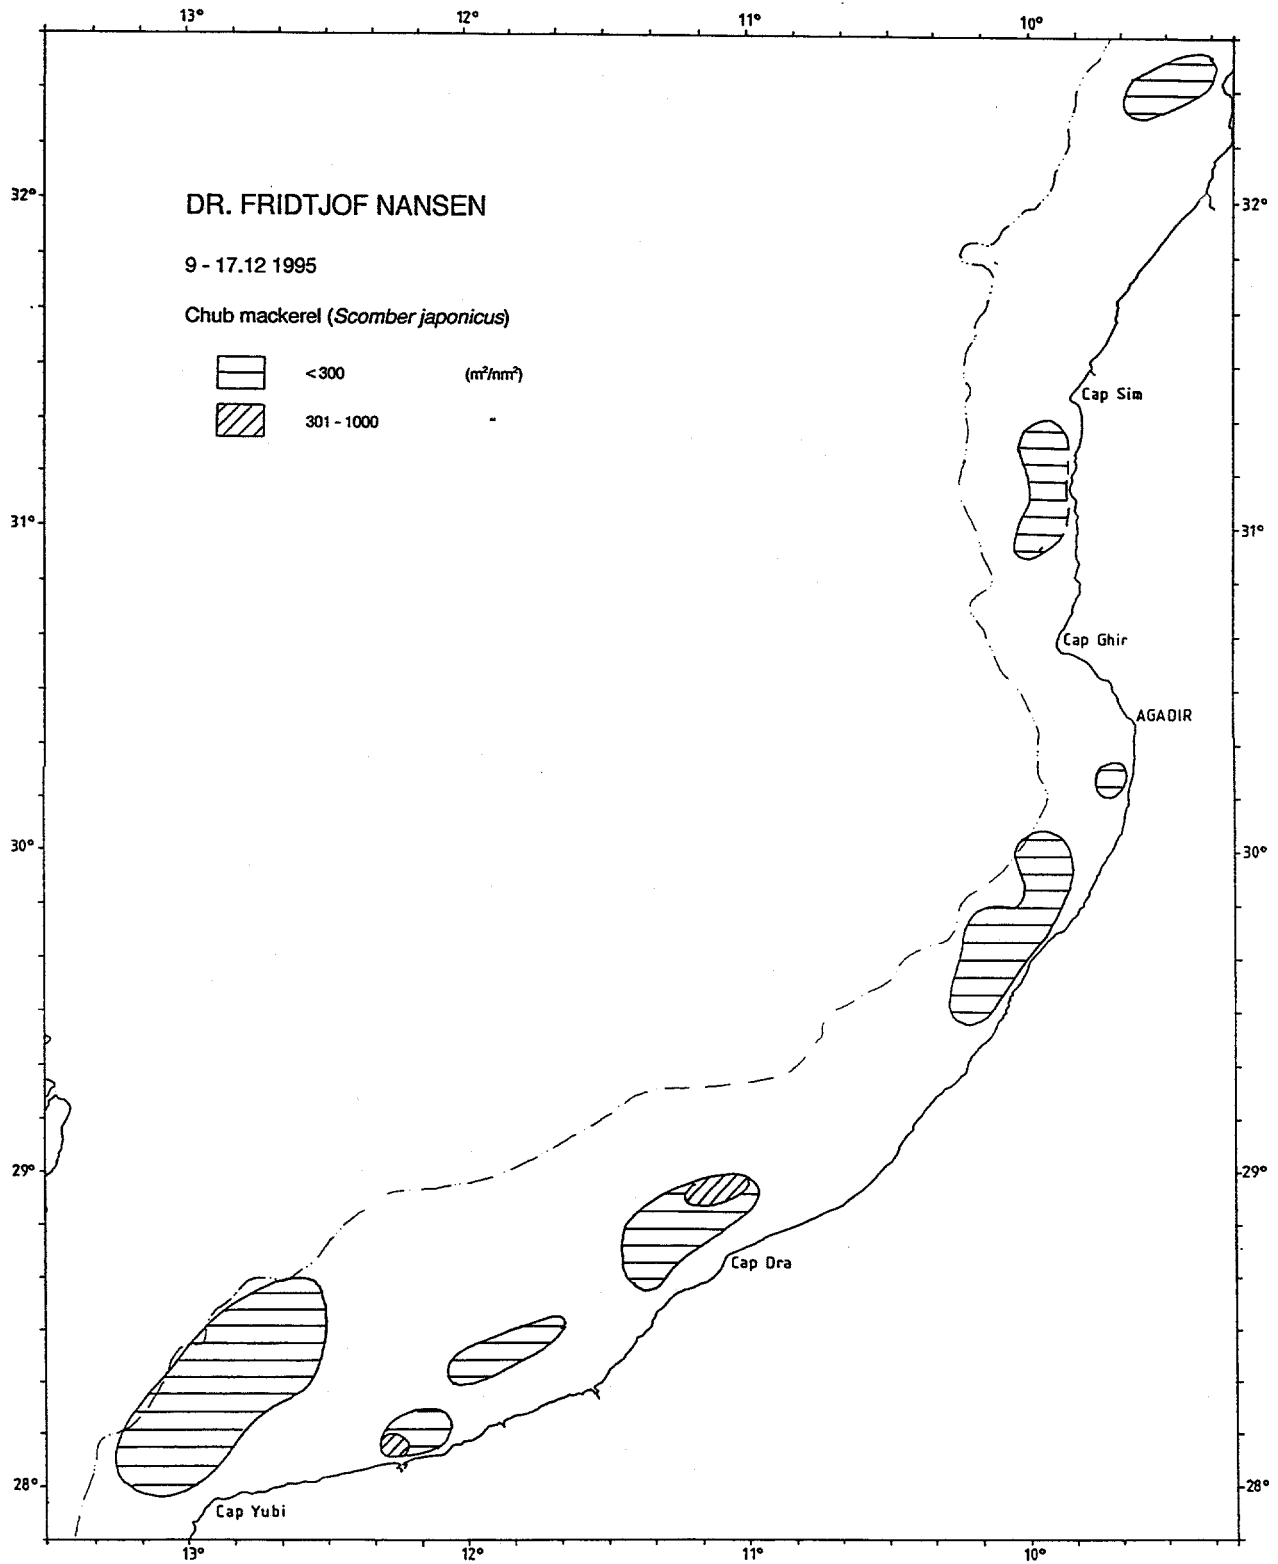 13° 12° 11° 10°
32° 32°
DR. FRIDTJOF NANSEN
9 - 17.12 1995
Chub mackerel (Scomber japonicus)
<300 (m²/nm²)
301 - 1000 "
Cap Sim
31° 31°
Cap Ghir
AGADIR
30° 30°
29° 29°
Cap Dra
28° 28°
Cap Yubi
13° 12° 11° 10°